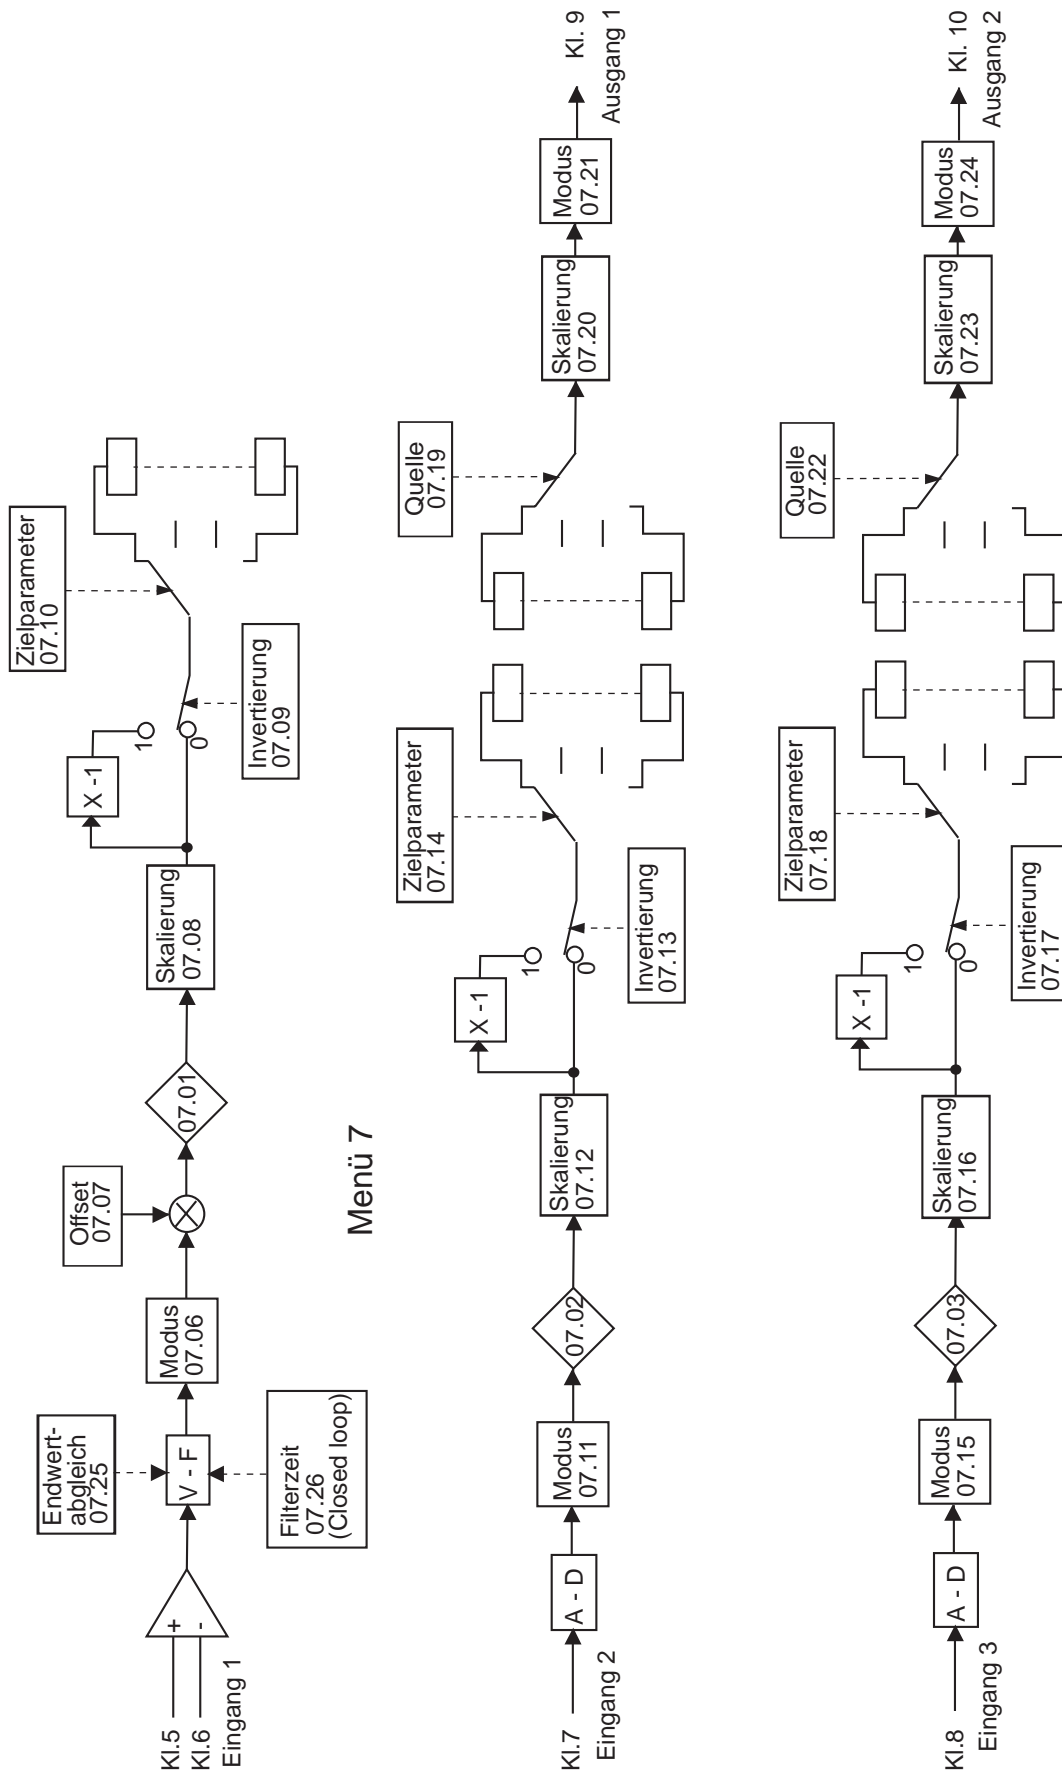 Kl.5
Kl.6
Eingang 1
+
-
Endwert-
abgleich
07.25
V - F
Filterzeit
07.26
(Closed loop)
Modus
07.06
Offset
07.07
07.01
Skalierung
07.08
X -1
1
0
Invertierung
07.09
Zielparameter
07.10
Menü 7
Kl.7
Eingang 2
A - D
Modus
07.11
07.02
Skalierung
07.12
X -1
1
0
Invertierung
07.13
Zielparameter
07.14
Quelle
07.19
Skalierung
07.20
Modus
07.21
Kl. 9
Ausgang 1
Kl.8
Eingang 3
A - D
Modus
07.15
07.03
Skalierung
07.16
X -1
1
0
Invertierung
07.17
Zielparameter
07.18
Quelle
07.22
Skalierung
07.23
Modus
07.24
Kl. 10
Ausgang 2